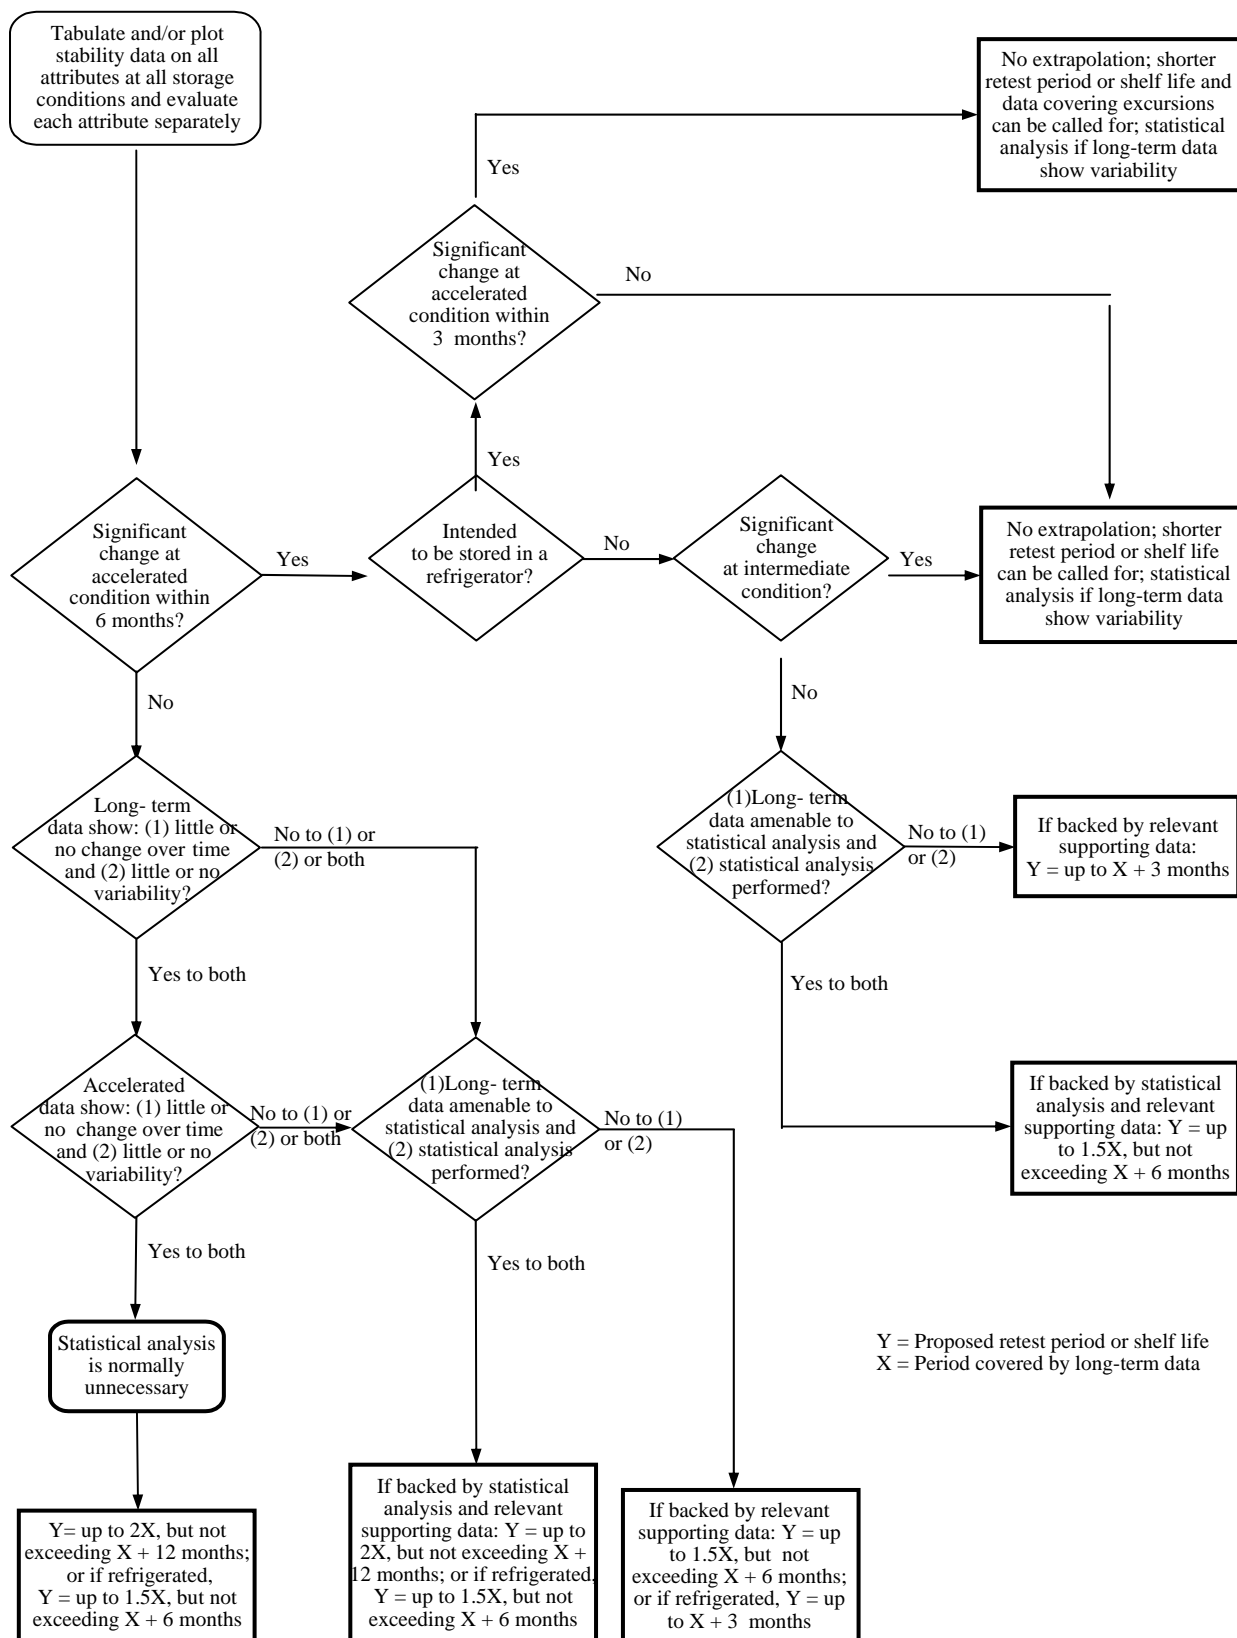 Tabulate and/or plot
stability data on all
attributes at all storage
conditions and evaluate
each attribute separately
No extrapolation; shorter
retest period or shelf life and
data covering excursions
can be called for; statistical
analysis if long-term data
show variability
Yes
Significant
change at
accelerated
condition within
3 months?
No
Yes
Significant
change at
accelerated
condition within
6 months?
Yes
Intended
to be stored in a
refrigerator?
No
Significant
change
at intermediate
condition?
Yes
No extrapolation; shorter
retest period or shelf life
can be called for; statistical
analysis if long-term data
show variability
No
No
Long- term
data show: (1) little or
no change over time
and (2) little or no
variability?
No to (1) or
(2) or both
(1)Long- term
data amenable to
statistical analysis and
(2) statistical analysis
performed?
No to (1)
or (2)
If backed by relevant
supporting data:
Y = up to X + 3 months
Yes to both
Yes to both
Accelerated
data show: (1) little or
no change over time
and (2) little or no
variability?
No to (1) or
(2) or both
(1)Long- term
data amenable to
statistical analysis and
(2) statistical analysis
performed?
No to (1)
or (2)
If backed by statistical
analysis and relevant
supporting data: Y = up
to 1.5X, but not
exceeding X + 6 months
Yes to both
Yes to both
Statistical analysis
is normally
unnecessary
Y = Proposed retest period or shelf life
X = Period covered by long-term data
Y= up to 2X, but not
exceeding X + 12 months;
or if refrigerated,
Y = up to 1.5X, but not
exceeding X + 6 months
If backed by statistical
analysis and relevant
supporting data: Y = up to
2X, but not exceeding X +
12 months; or if refrigerated,
Y = up to 1.5X, but not
exceeding X + 6 months
If backed by relevant
supporting data: Y = up
to 1.5X, but not
exceeding X + 6 months;
or if refrigerated, Y = up
to X + 3 months